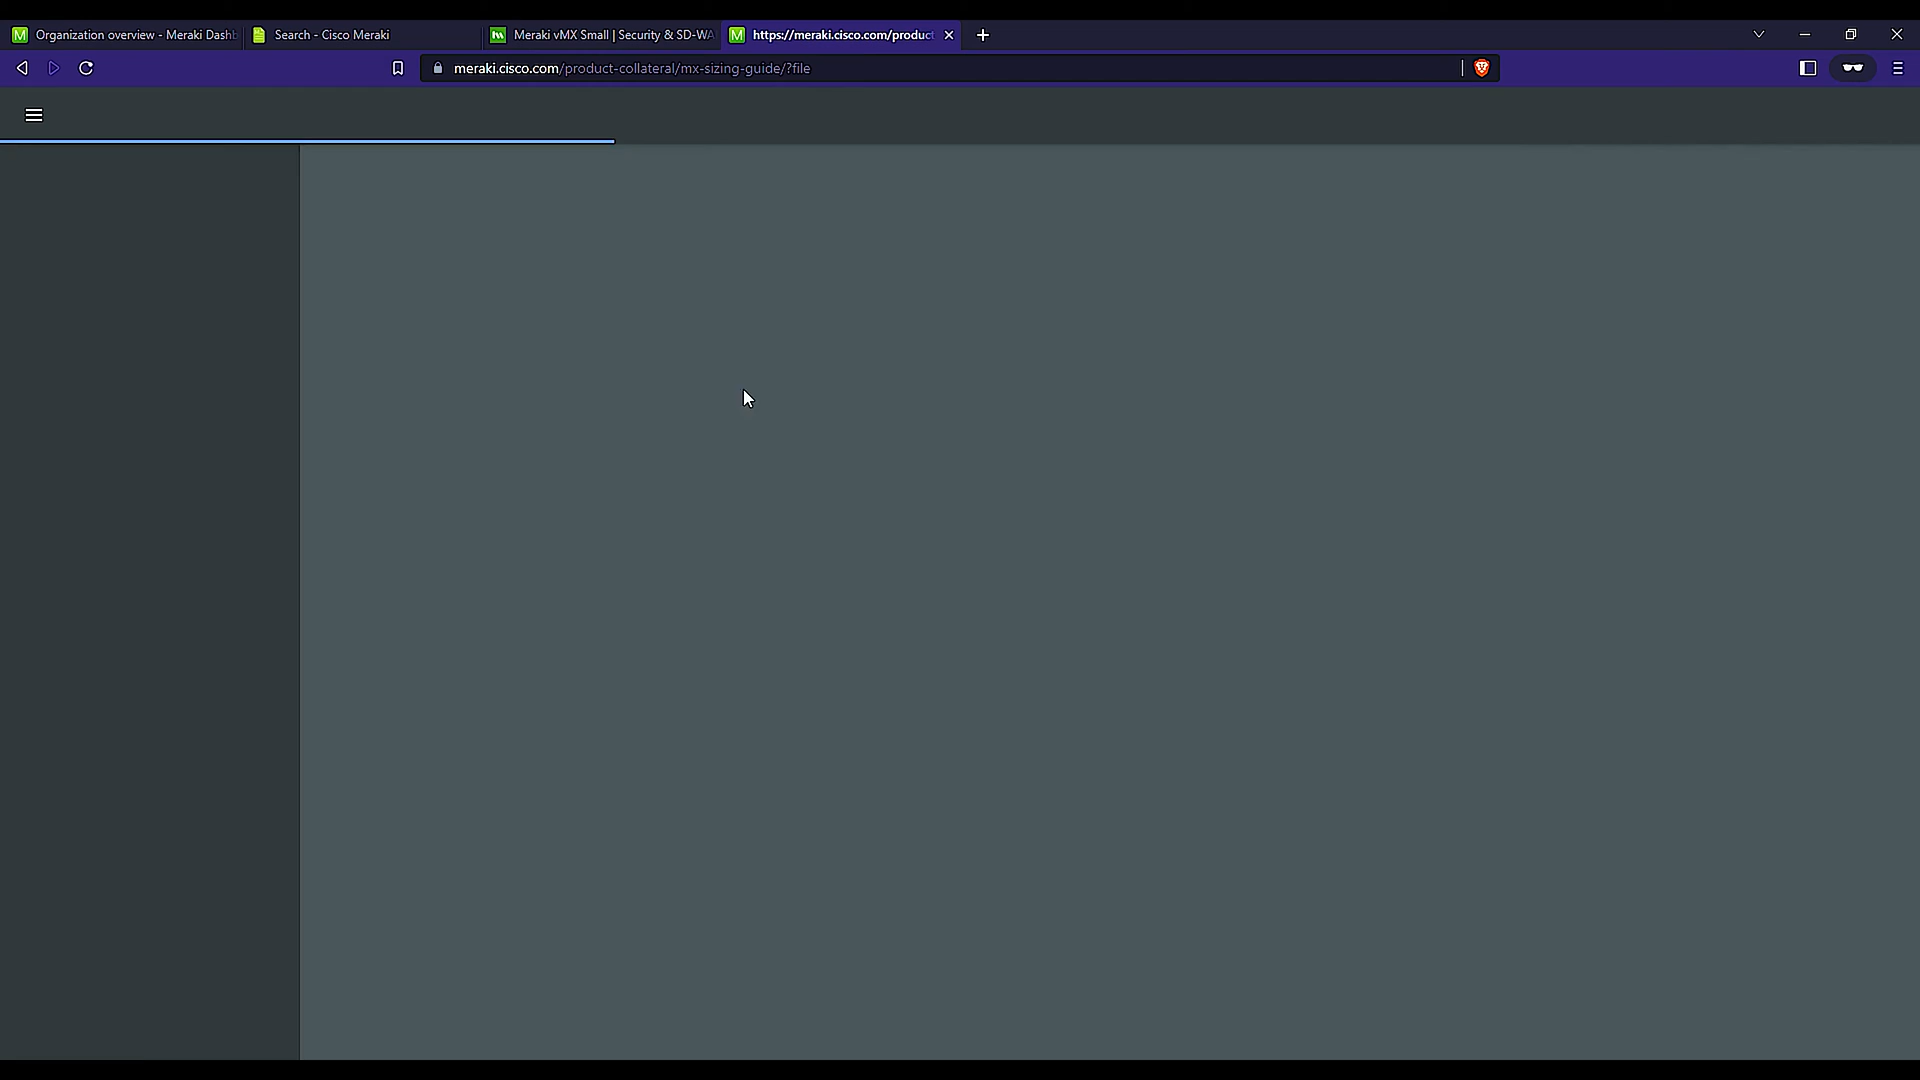 Organization overview - Meraki Dashb
Search - Cisco Meraki
Meraki vMX Small | Security & SD-WA
https://meraki.cisco.com/product
meraki.cisco.com/product-collateral/mx-sizing-guide/?file